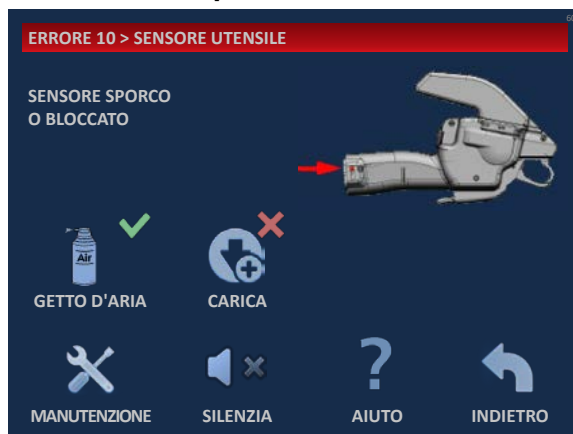 ERRORE 10 > SENSORE UTENSILE
SENSORE SPORCO
O BLOCCATO
Air
GETTO D'ARIA
CARICA
?
MANUTENZIONE
SILENZIA
AIUTO
INDIETRO